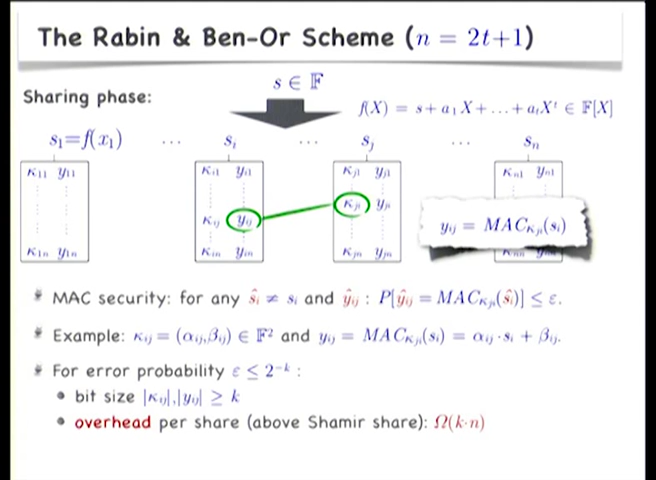 The Rabin & Ben-Or Scheme (n = 2t+1)
s ∈ 𝔽
Sharing phase:
f(X) = s + a₁X + ... + aₜXᵗ ∈ 𝔽[X]
s₁=f(x₁) ... sᵢ ... sⱼ ... sₙ
κ₁₁ y₁₁ κᵢ₁ yᵢ₁ κⱼ₁ yⱼ₁ κₙ₁ yₙ₁
κᵢⱼ yᵢⱼ κⱼᵢ yⱼᵢ
yᵢⱼ = MAC_κⱼᵢ(sᵢ)
κ₁ₙ y₁ₙ κᵢₙ yᵢₙ κⱼₙ yⱼₙ κₙₙ yₙₙ
* MAC security: for any ŝᵢ ≠ sᵢ and ŷᵢⱼ : P[ŷᵢⱼ = MAC_κⱼᵢ(ŝᵢ)] ≤ ε.
* Example: κᵢⱼ = (αᵢⱼ,βᵢⱼ) ∈ 𝔽² and yᵢⱼ = MAC_κⱼᵢ(sᵢ) = αᵢⱼ · sᵢ + βᵢⱼ.
* For error probability ε ≤ 2⁻ᵏ :
• bit size |κᵢⱼ|,|yᵢⱼ| ≥ k
• overhead per share (above Shamir share): Ω(k·n)